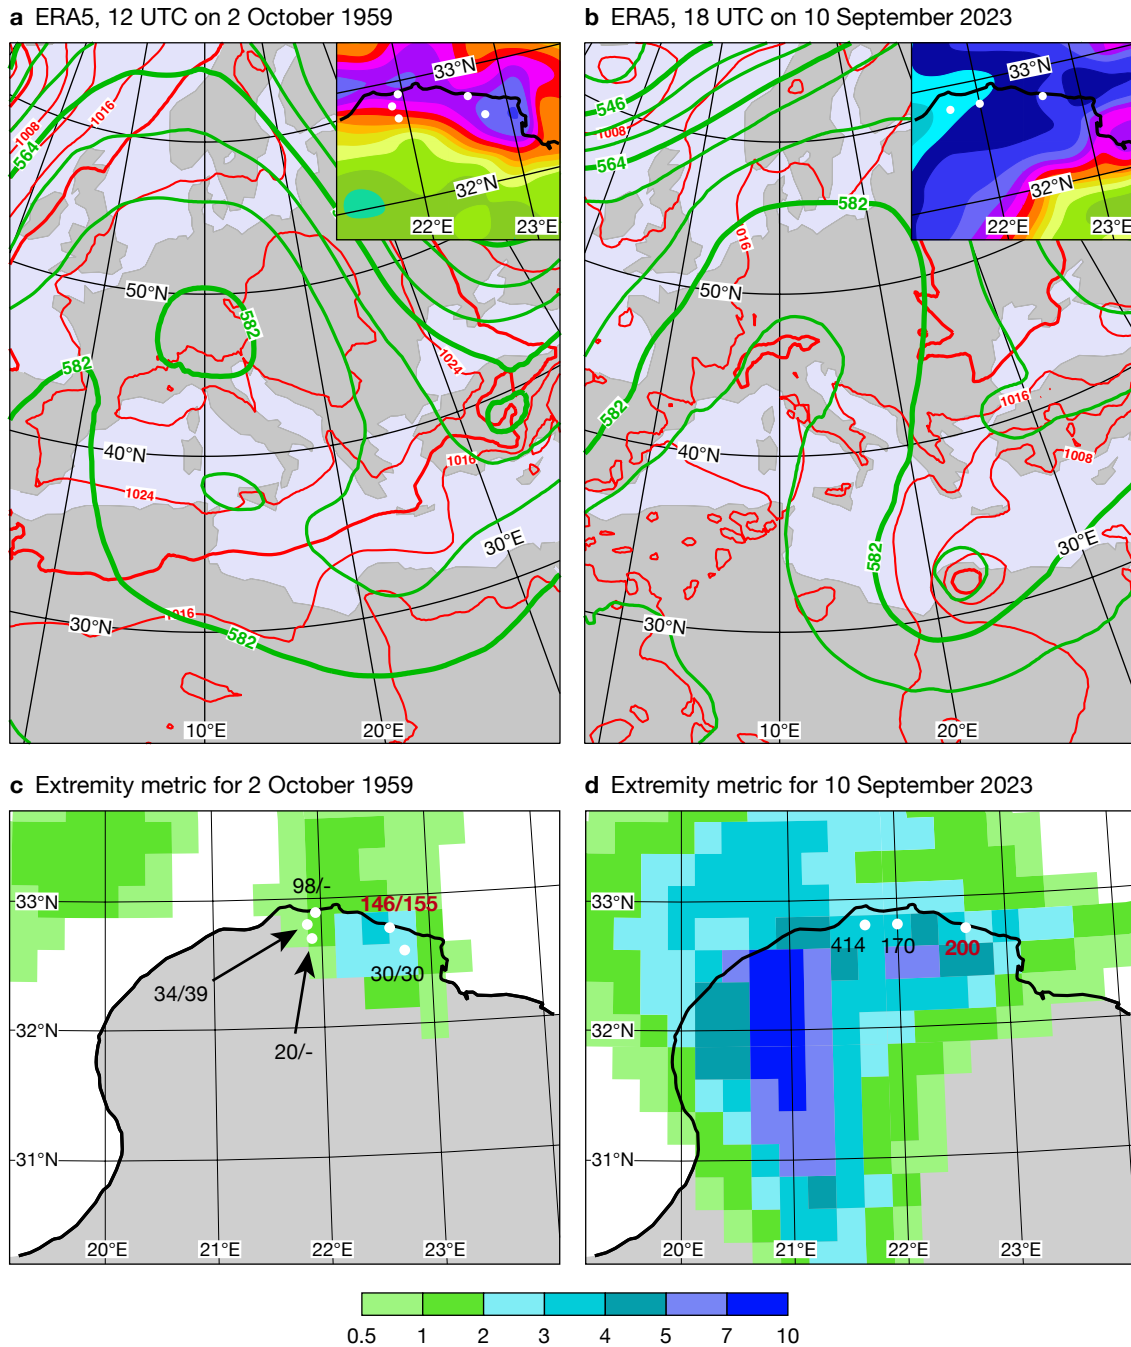 a ERA5, 12 UTC on 2 October 1959
1016
1008
564
33°N
32°N
22°E
23°E
50°N
582
582
1024
40°N
1016
1024
30°E
30°N
1016
582
10°E
20°E
b ERA5, 18 UTC on 10 September 2023
546
1008
564
33°N
32°N
22°E
23°E
582
016
50°N
582
1016
40°N
1008
582
30°E
30°N
10°E
20°E
c Extremity metric for 2 October 1959
33°N
98/-
146/155
34/39
30/30
32°N
20/-
31°N
20°E
21°E
22°E
23°E
d Extremity metric for 10 September 2023
33°N
414
170
200
32°N
31°N
20°E
21°E
22°E
23°E
0.5
1
2
3
4
5
7
10